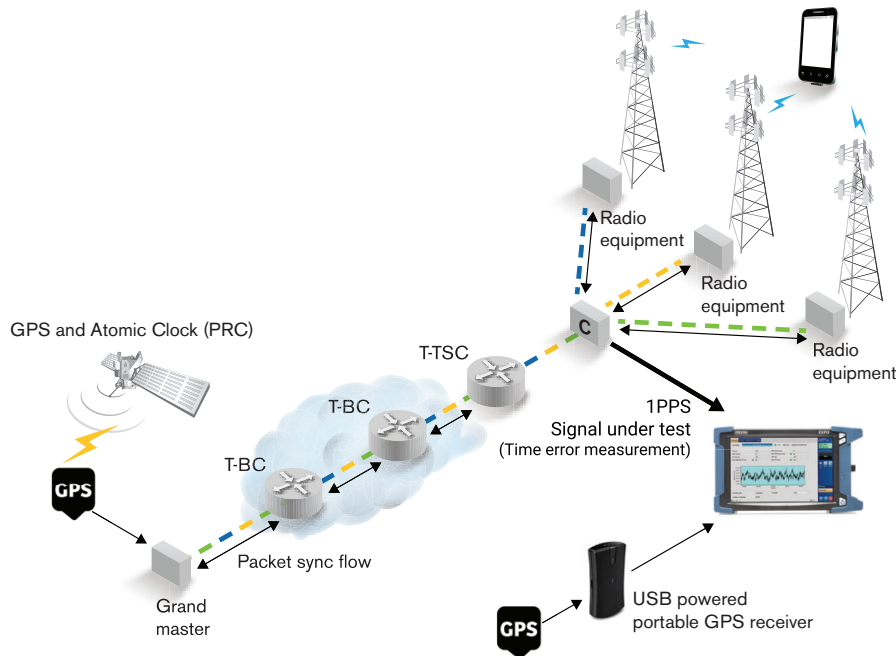 Radio
equipment
Radio
equipment
Radio
equipment
C
GPS and Atomic Clock (PRC)
T-TSC
T-BC
T-BC
1PPS
Signal under test
(Time error measurement)
GPS
Packet sync flow
Grand
master
USB powered
portable GPS receiver
GPS